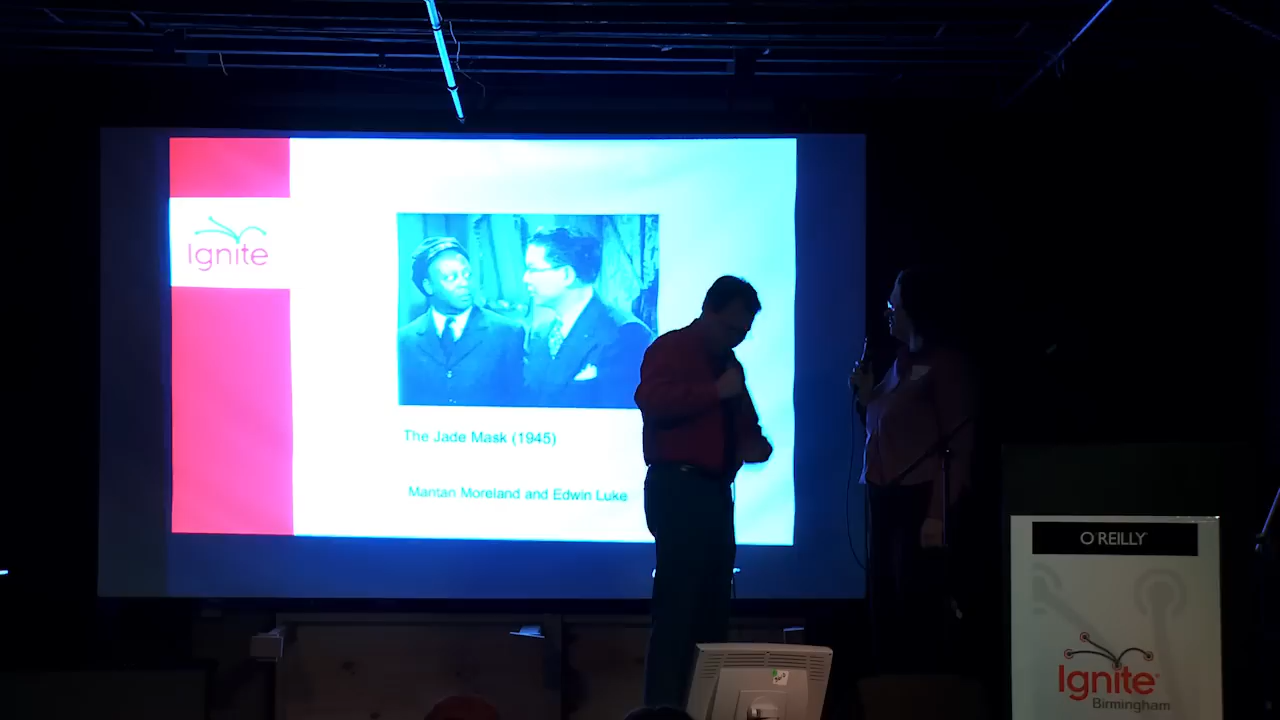 Ignite
The Jade Mask (1945)
Mantan Moreland and Edwin Luke
O REILLY
Ignite
Birmingham